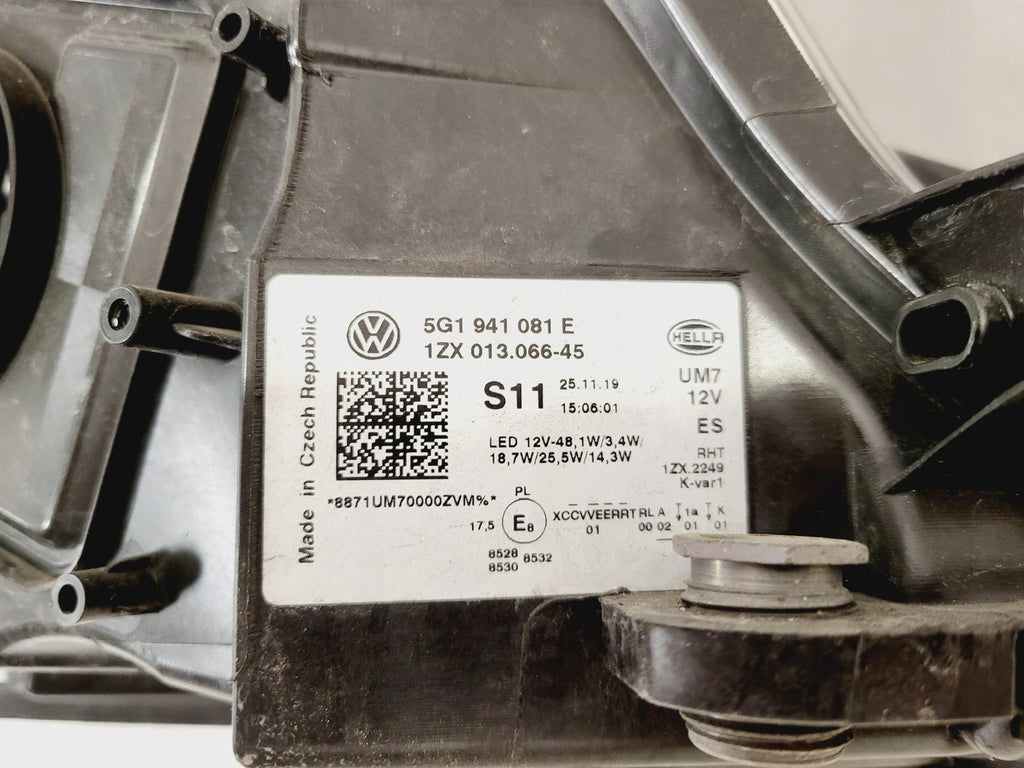 Made in Czech Republic
5G1 941 081 E
1ZX 013.066-45
HELLA
S11
25.11.19
15:06:01
UM7
12V
ES
LED 12V-48,1W/3,4W/
18,7W/25,5W/14,3W
RHT
1ZX.2249
K-var1
*8871UM70000ZVM%*
PL
17,5
E8
XCCVVEERRT RL A 1a K
01 00 02 01 01
8528 8532
8530